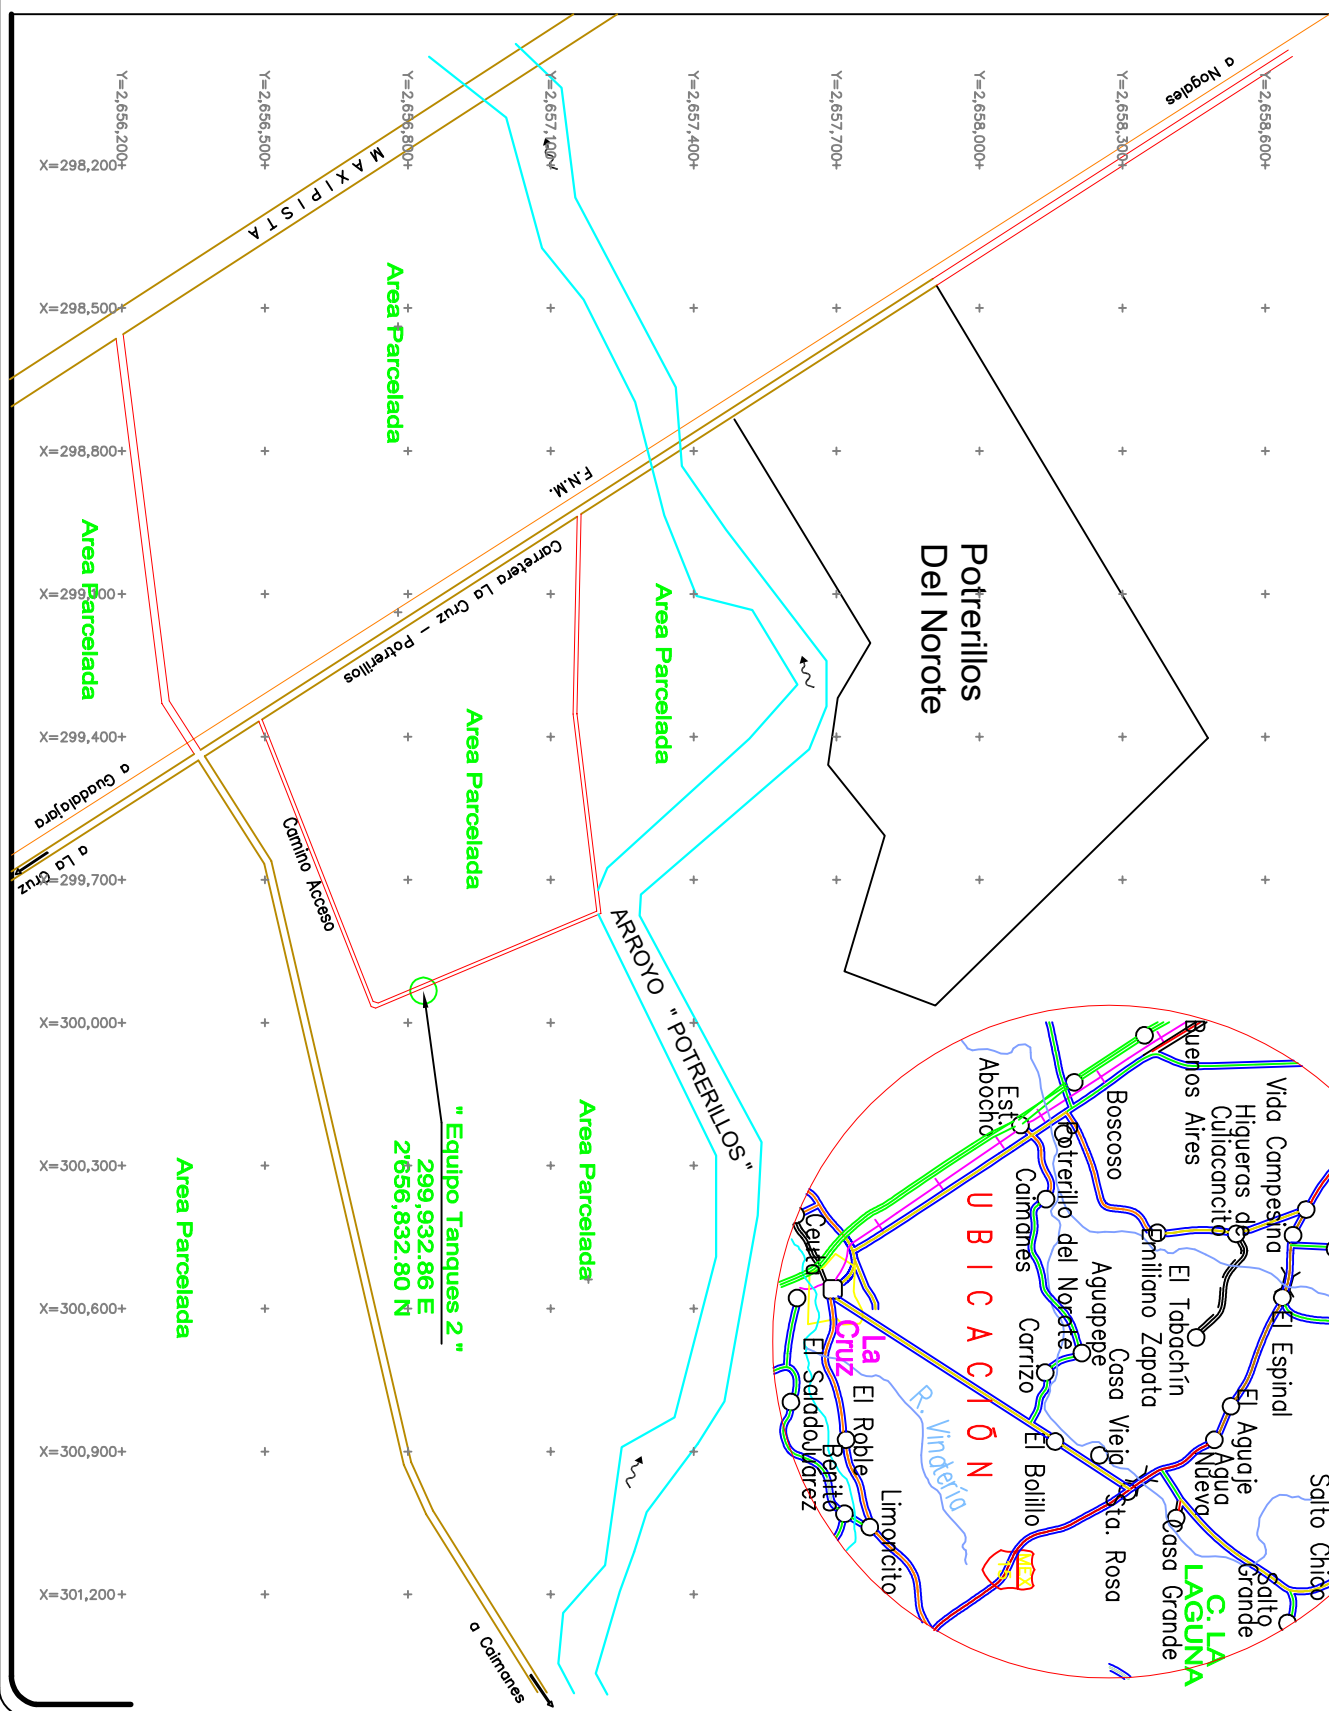 Y=2,656,200
Y=2,656,500
Y=2,656,800
Y=2,657,100
Y=2,657,400
Y=2,657,700
Y=2,658,000
Y=2,658,300
Y=2,658,600
X=298,200
X=298,500
X=298,800
X=299,100
X=299,400
X=299,700
X=300,000
X=300,300
X=300,600
X=300,900
X=301,200
a Nogales
MAXIPISTA
Area Parcelada
F.N.M.
Carretera La Cruz - Potrerillos
Area Parcelada
Area Parcelada
Area Parcelada
Potrerillos
Del Norote
a Guadalajara
a La Cruz
Camino Acceso
ARROYO "POTRERILLOS"
" Equipo Tanques 2 "
299,932.86 E
2'656,832.80 N
Area Parcelada
Area Parcelada
a Caimanes
UBICACIÓN
Buenos Aires
Vida Campesina
Higueras de
Culiacancito
Boscoso
Est.
Abocho
Potrerillo del Norote
Caimanes
Emiliano Zapata
El Tabachín
El Espinal
Aguapepe
Carrizo
Casa Vieja
El Aguaje
Agua
Nueva
Ceuta
La
Cruz
El Salado
El Roble
Benito
Juárez
Limoncito
R. Vindería
El Bolillo
Sta. Rosa
Casa Grande
MEX
15
C. LA
LAGUNA
Salto
Grande
Salto Chico